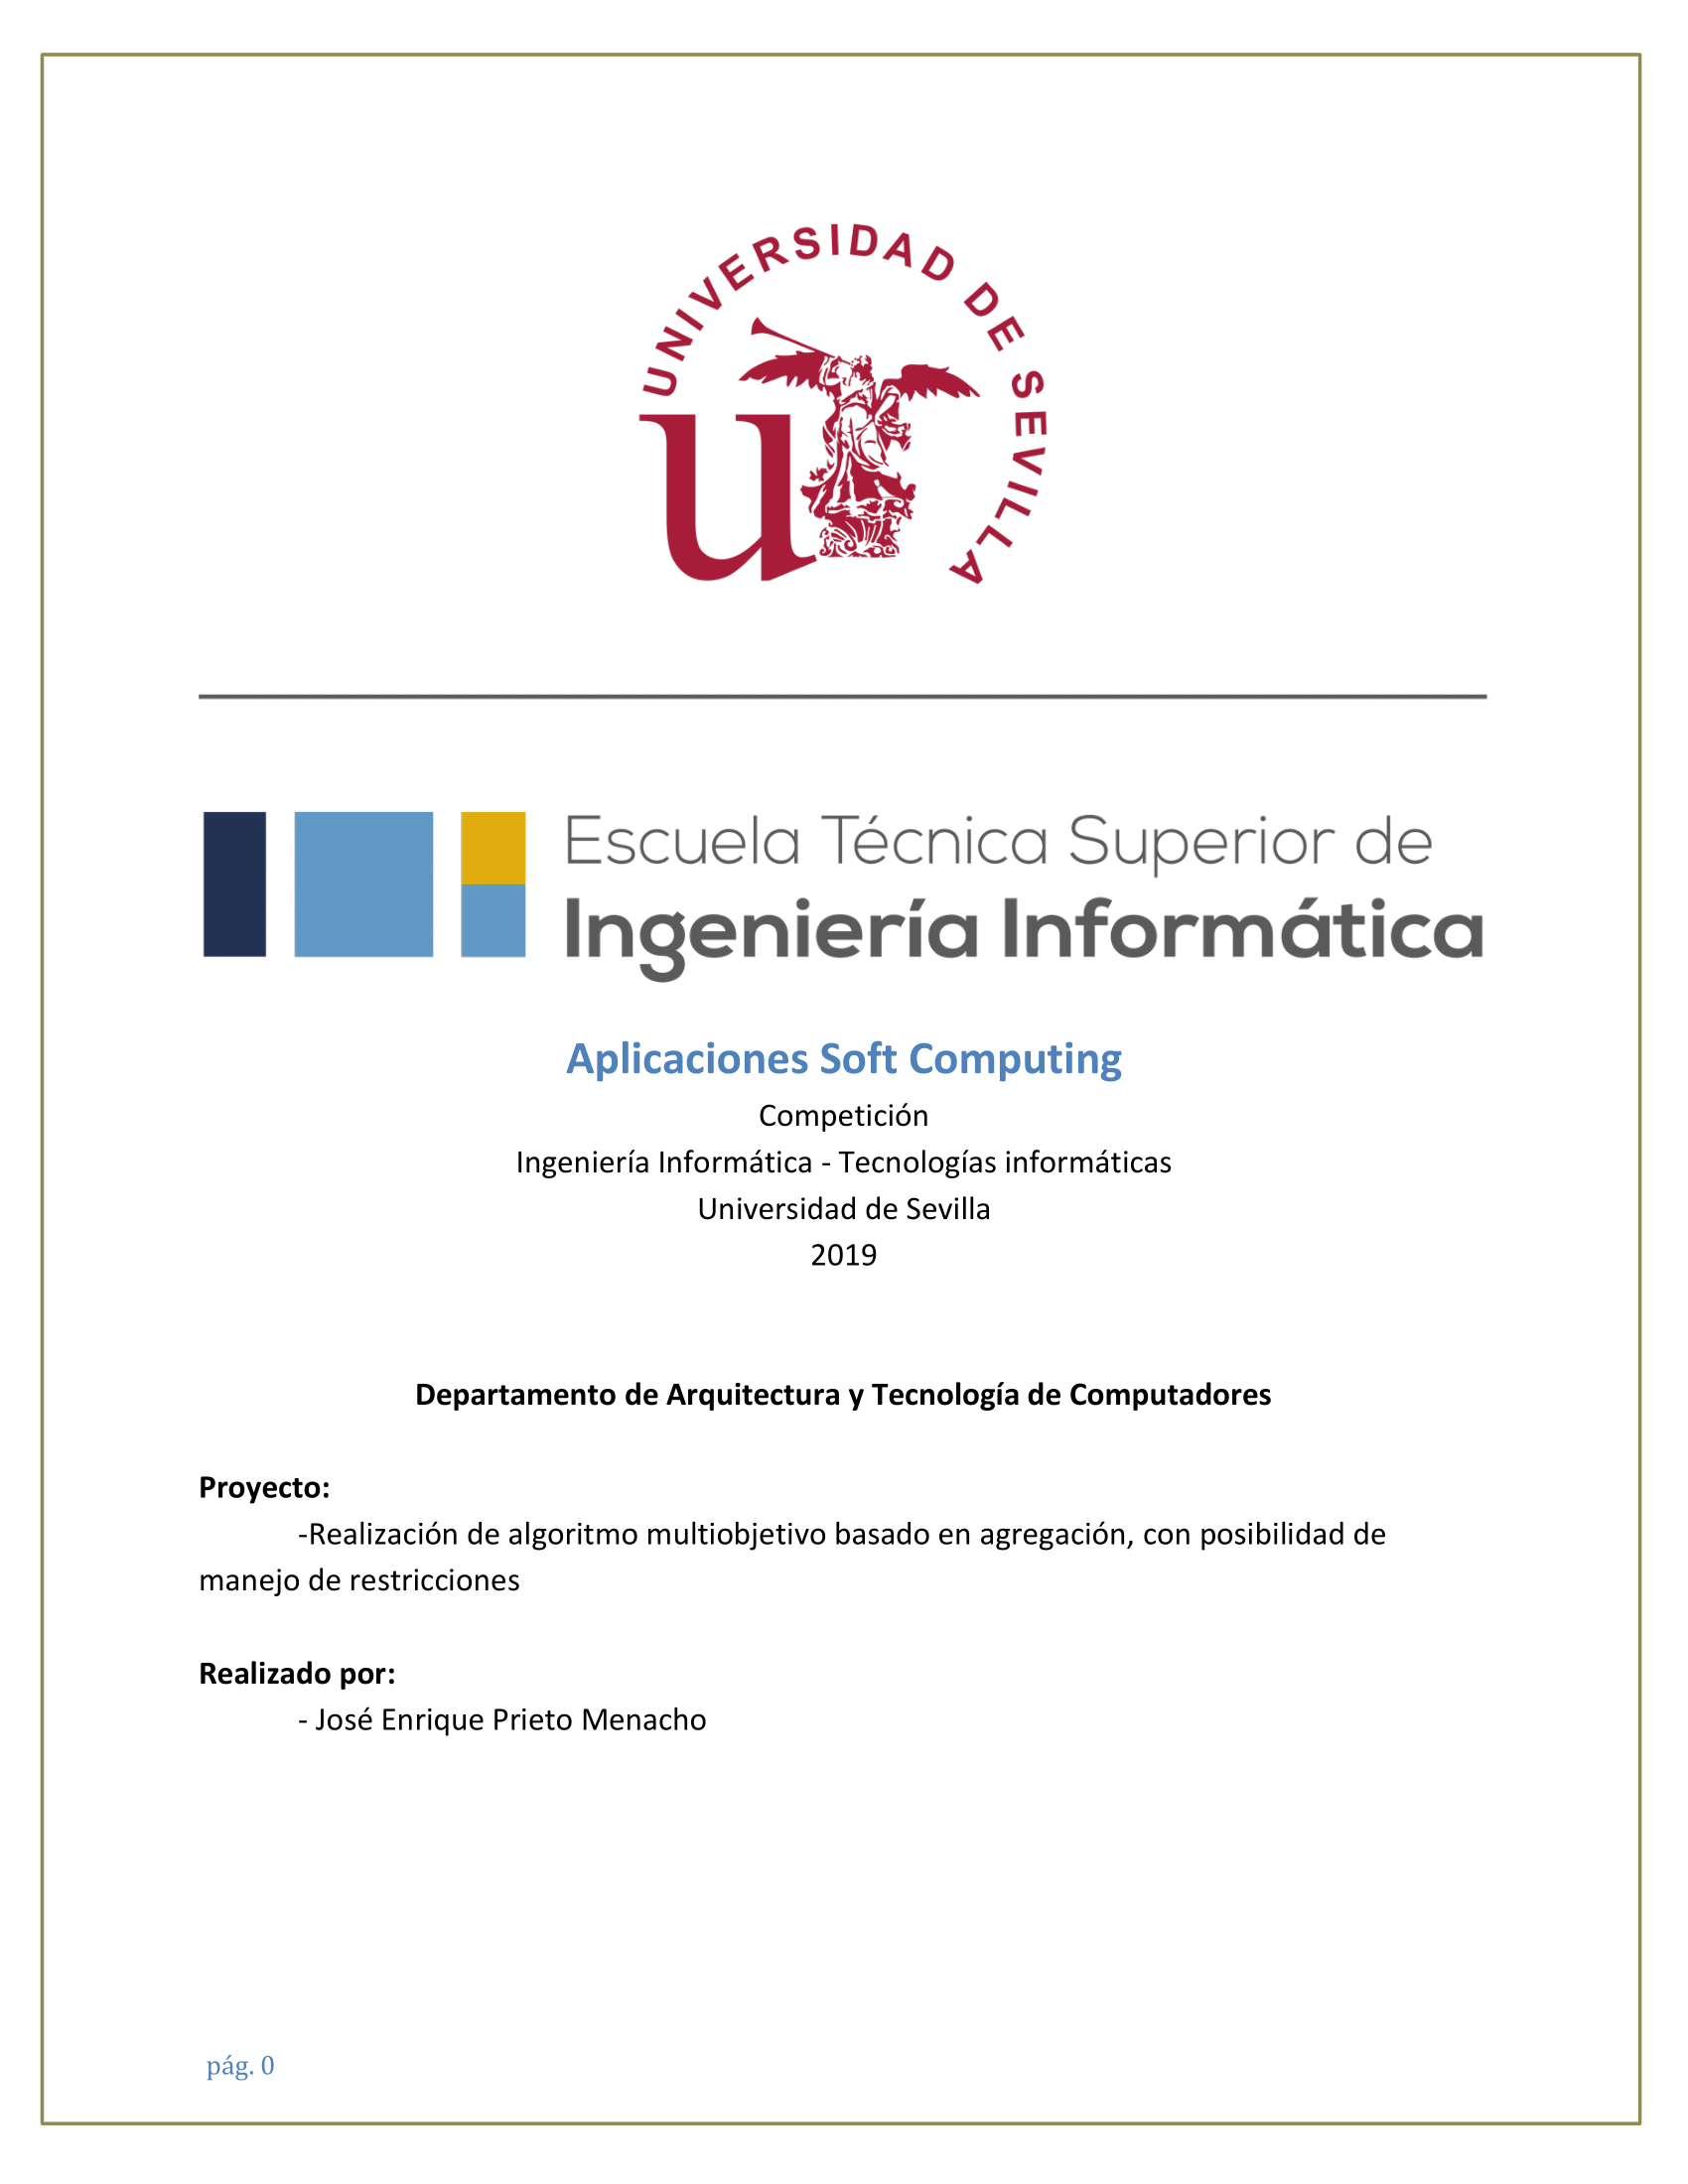 UNIVERSIDAD DE SEVILLA
u
Escuela Técnica Superior de
Ingeniería Informática
Aplicaciones Soft Computing
Competición
Ingeniería Informática - Tecnologías informáticas
Universidad de Sevilla
2019
Departamento de Arquitectura y Tecnología de Computadores
Proyecto:
-Realización de algoritmo multiobjetivo basado en agregación, con posibilidad de
manejo de restricciones
Realizado por:
- José Enrique Prieto Menacho
pág. 0